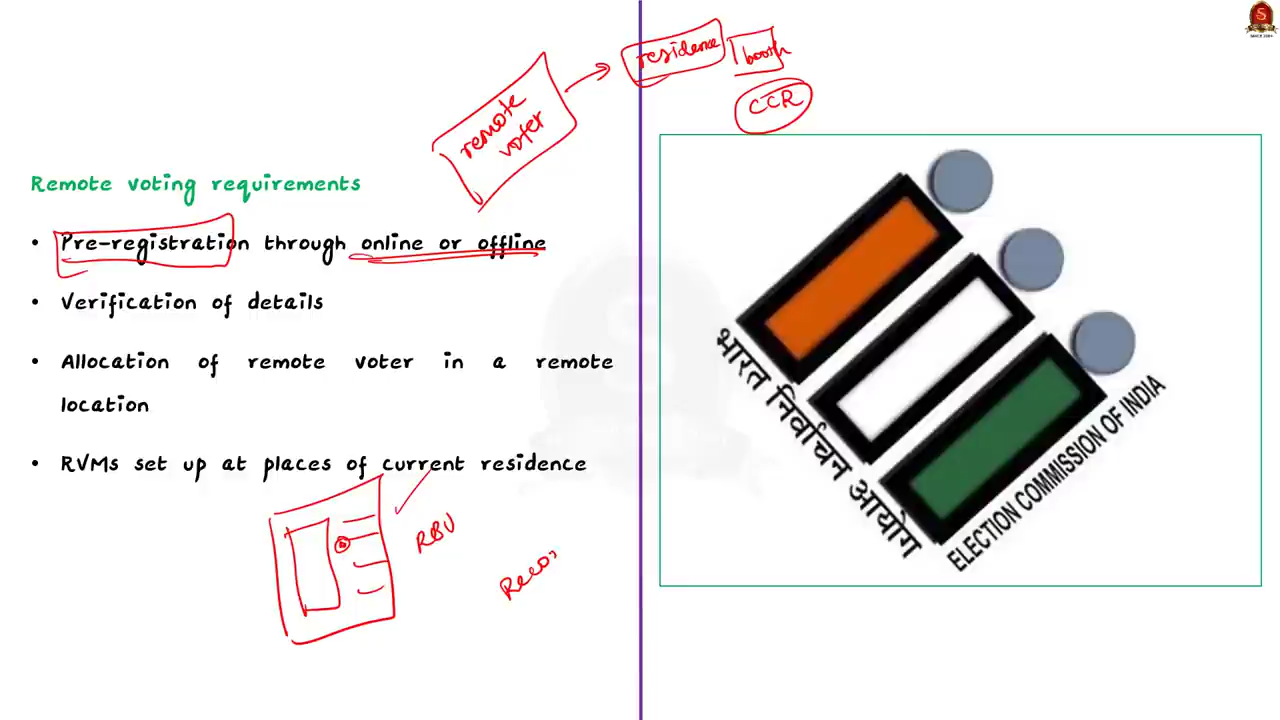 remote
voter
residence
booth
CCR
Remote voting requirements
• Pre-registration through online or offline
• Verification of details
• Allocation of remote voter in a remote
location
• RVMs set up at places of current residence
RBU
Reco
भारत निर्वाचन आयोग
ELECTION COMMISSION OF INDIA